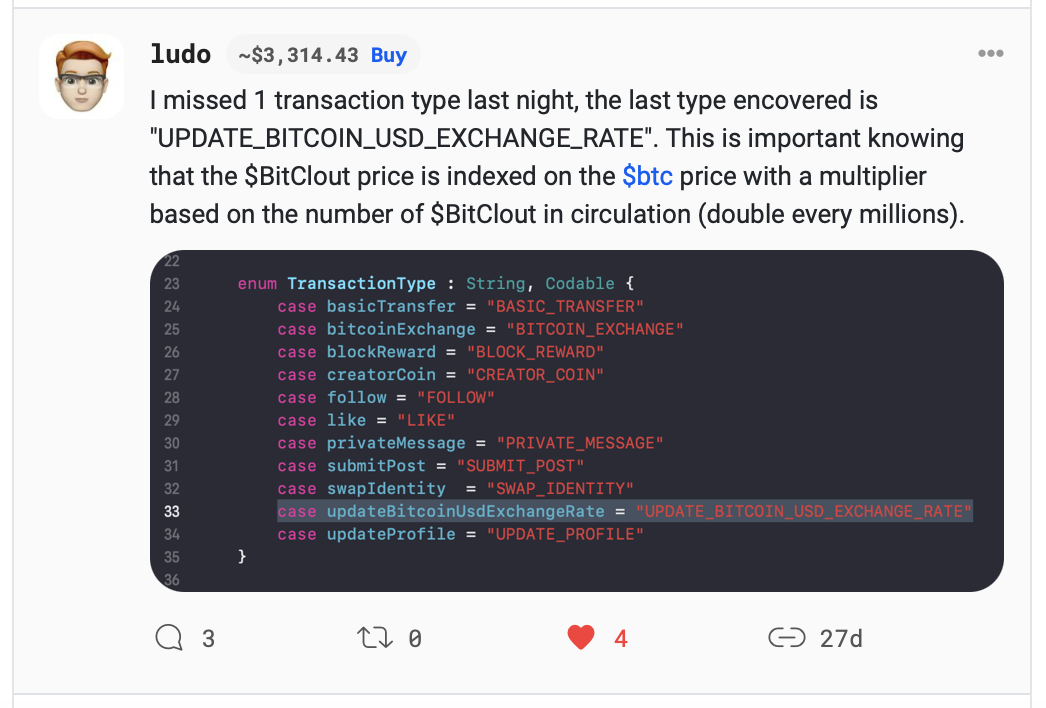 ludo ~$3,314.43 Buy
I missed 1 transaction type last night, the last type encovered is
"UPDATE_BITCOIN_USD_EXCHANGE_RATE". This is important knowing
that the $BitClout price is indexed on the $btc price with a multiplier
based on the number of $BitClout in circulation (double every millions).
22
23 enum TransactionType : String, Codable {
24 case basicTransfer = "BASIC_TRANSFER"
25 case bitcoinExchange = "BITCOIN_EXCHANGE"
26 case blockReward = "BLOCK_REWARD"
27 case creatorCoin = "CREATOR_COIN"
28 case follow = "FOLLOW"
29 case like = "LIKE"
30 case privateMessage = "PRIVATE_MESSAGE"
31 case submitPost = "SUBMIT_POST"
32 case swapIdentity  = "SWAP_IDENTITY"
33 case updateBitcoinUsdExchangeRate = "UPDATE_BITCOIN_USD_EXCHANGE_RATE"
34 case updateProfile = "UPDATE_PROFILE"
35 }
36
3 0 4 27d